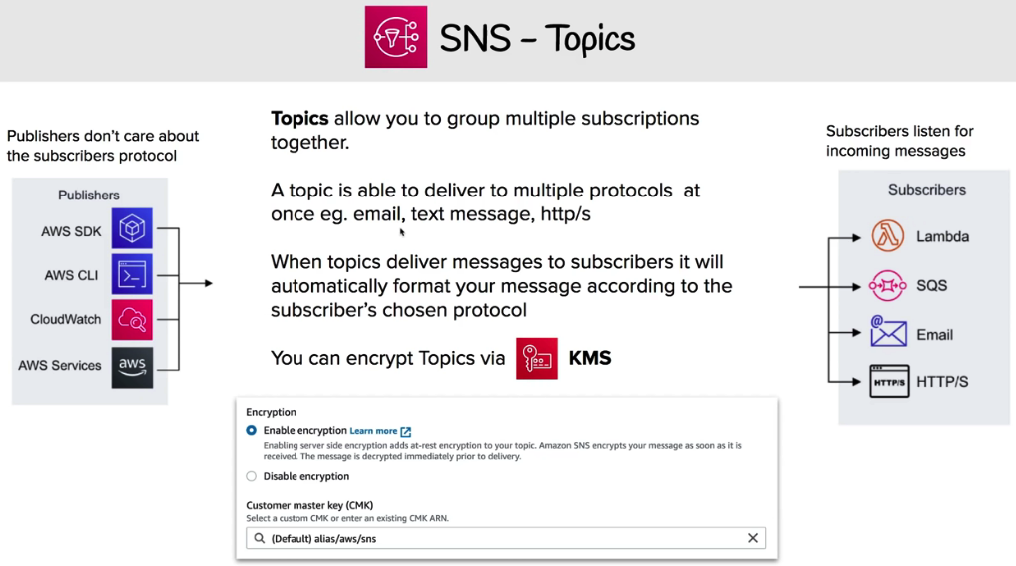 SNS – Topics
Publishers don't care about
the subscribers protocol
Publishers
AWS SDK
AWS CLI
CloudWatch
AWS Services
aws
Topics allow you to group multiple subscriptions
together.
A topic is able to deliver to multiple protocols at
once eg. email, text message, http/s
When topics deliver messages to subscribers it will
automatically format your message according to the
subscriber's chosen protocol
You can encrypt Topics via KMS
Subscribers listen for
incoming messages
Subscribers
Lambda
SQS
@
Email
HTTP/S
HTTP/S
Encryption
Enable encryption Learn more
Enabling server side encryption adds at-rest encryption to your topic. Amazon SNS encrypts your message as soon as it is
received. The message is decrypted immediately prior to delivery.
Disable encryption
Customer master key (CMK)
Select a custom CMK or enter an existing CMK ARN.
(Default) alias/aws/sns